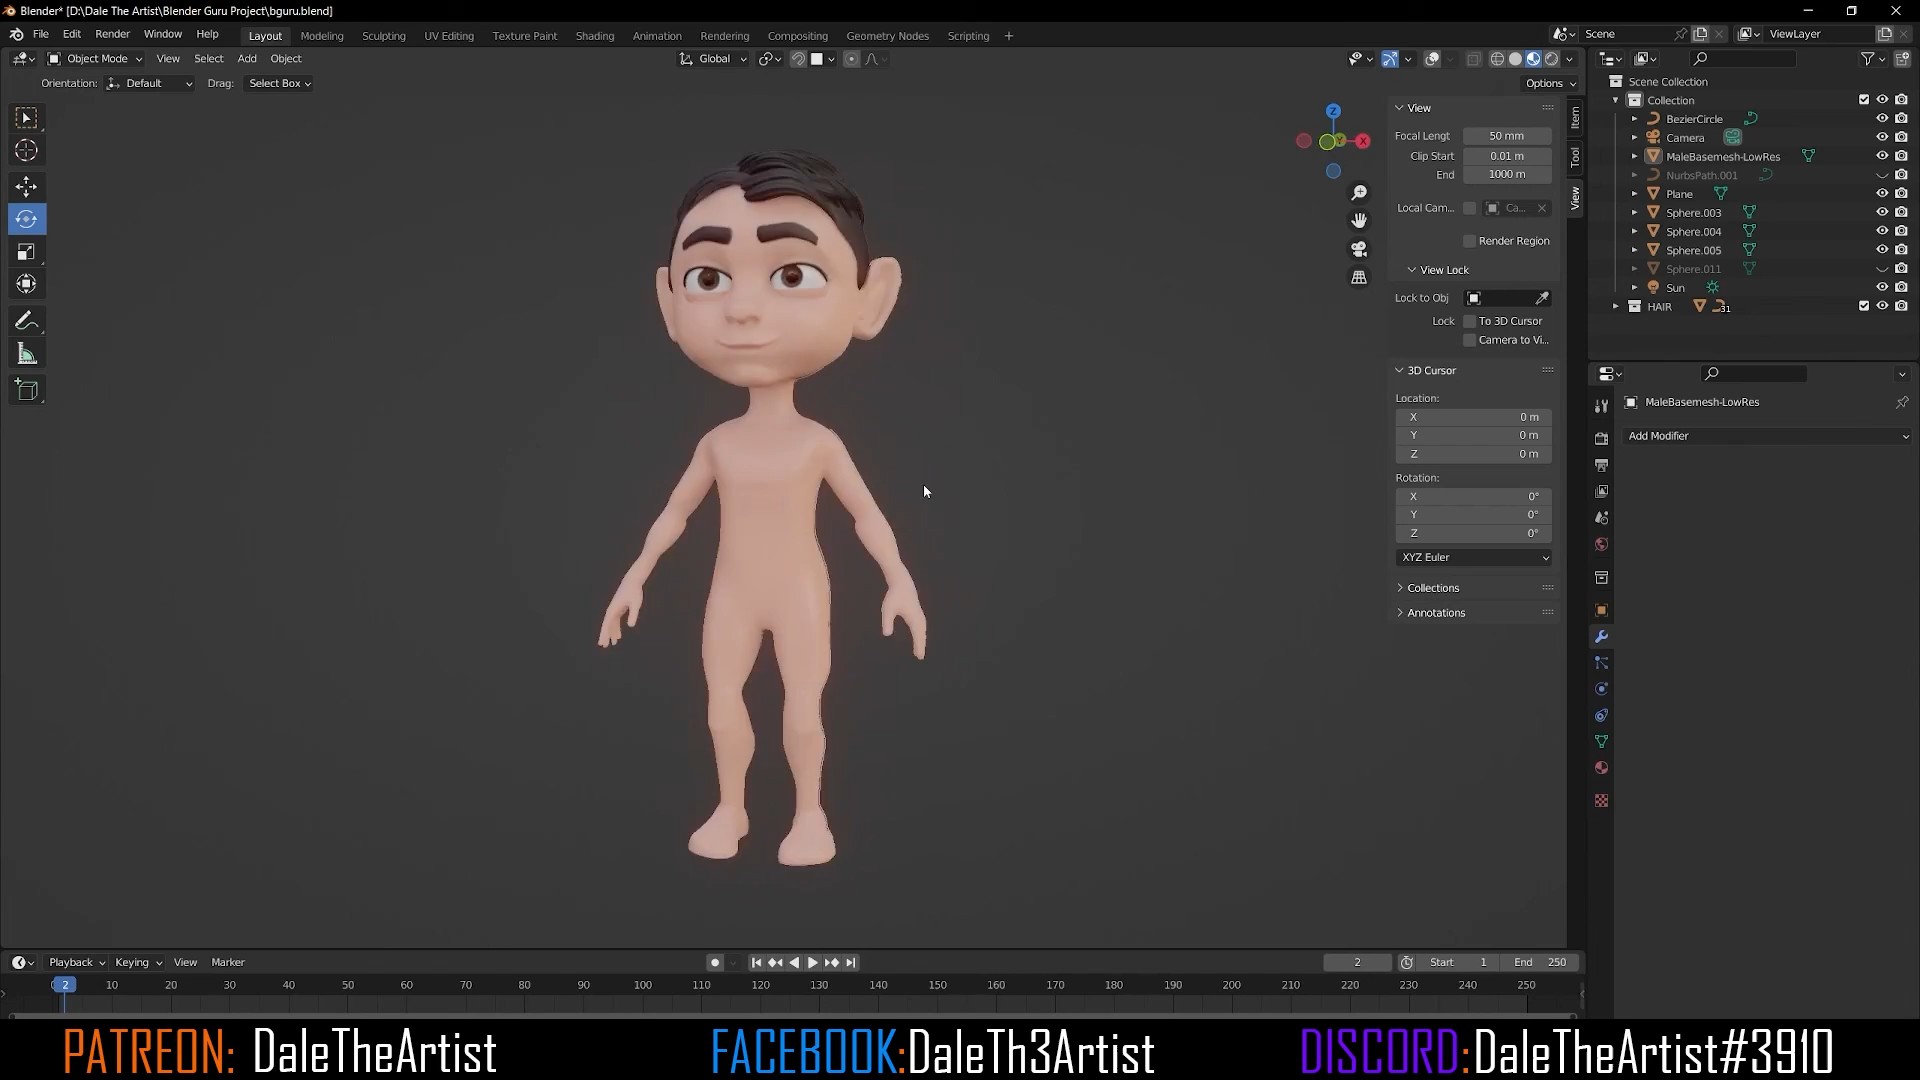 Blender* [D:\Dale The Artist\Blender Guru Project\bguru.blend]
File Edit Render Window Help Layout Modeling Sculpting UV Editing Texture Paint Shading Animation Rendering Compositing Geometry Nodes Scripting + Scene ViewLayer
Object Mode View Select Add Object Global
Orientation: Default Drag: Select Box Options
Scene Collection
Collection
BezierCircle
Camera
MaleBasemesh-LowRes
NurbsPath.001
Plane
Sphere.003
Sphere.004
Sphere.005
Sphere.011
Sun
HAIR 31
Z
Y
X
View
Focal Lengt 50 mm
Clip Start 0.01 m
End 1000 m
Local Cam... Ca...
Render Region
View Lock
Lock to Obj
Lock To 3D Cursor
Camera to Vi...
3D Cursor
Location:
X 0 m
Y 0 m
Z 0 m
Rotation:
X 0°
Y 0°
Z 0°
XYZ Euler
Collections
Annotations
Item
Tool
View
MaleBasemesh-LowRes
Add Modifier
Playback Keying View Marker 2 Start 1 End 250
2 10 20 30 40 50 60 70 80 90 100 110 120 130 140 150 160 170 180 190 200 210 220 230 240 250
PATREON: DaleTheArtist FACEBOOK:DaleTh3Artist DISCORD:DaleTheArtist#3910